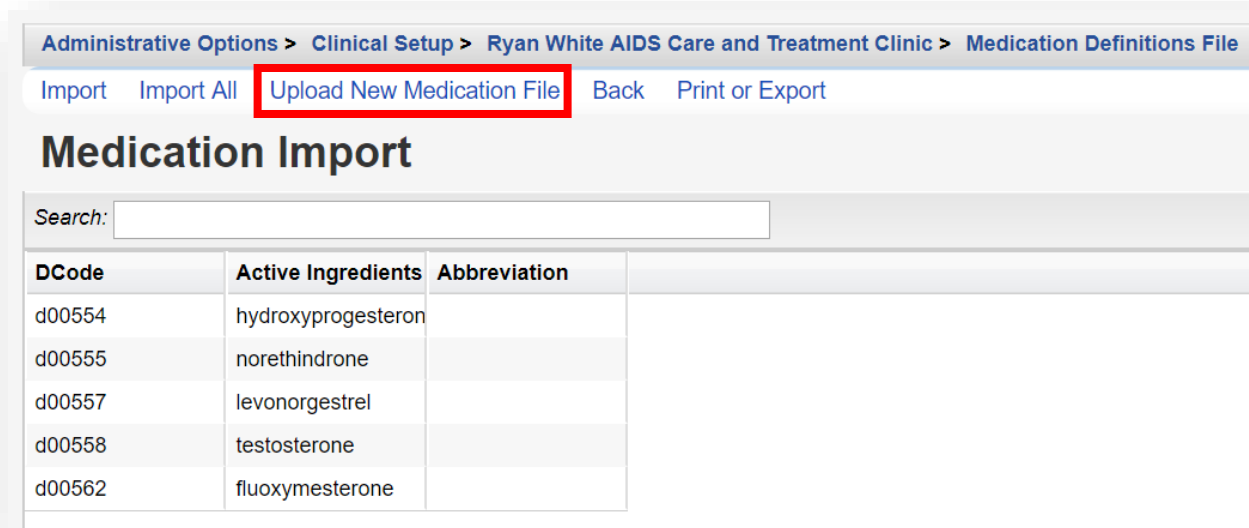 Administrative Options > Clinical Setup > Ryan White AIDS Care and Treatment Clinic > Medication Definitions File
Import Import All Upload New Medication File Back Print or Export
Medication Import
Search:
DCode Active Ingredients Abbreviation
d00554 hydroxyprogesteron
d00555 norethindrone
d00557 levonorgestrel
d00558 testosterone
d00562 fluoxymesterone